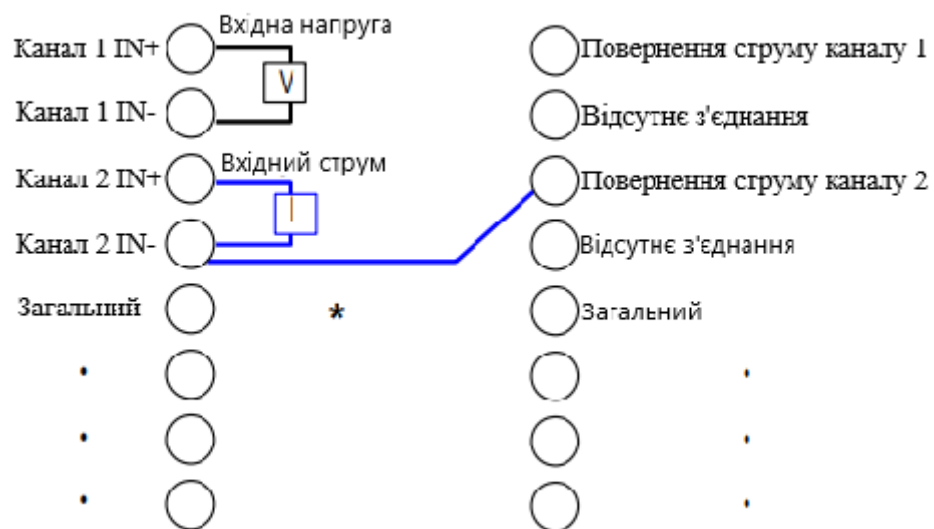 Вхідна напруга
Канал 1 IN+
Повернення струму каналу 1
V
Канал 1 IN-
Відсутнє з'єднання
Вхідний струм
Канал 2 IN+
Повернення струму каналу 2
I
Канал 2 IN-
Відсутнє з'єднання
Загальний
*
Загальний